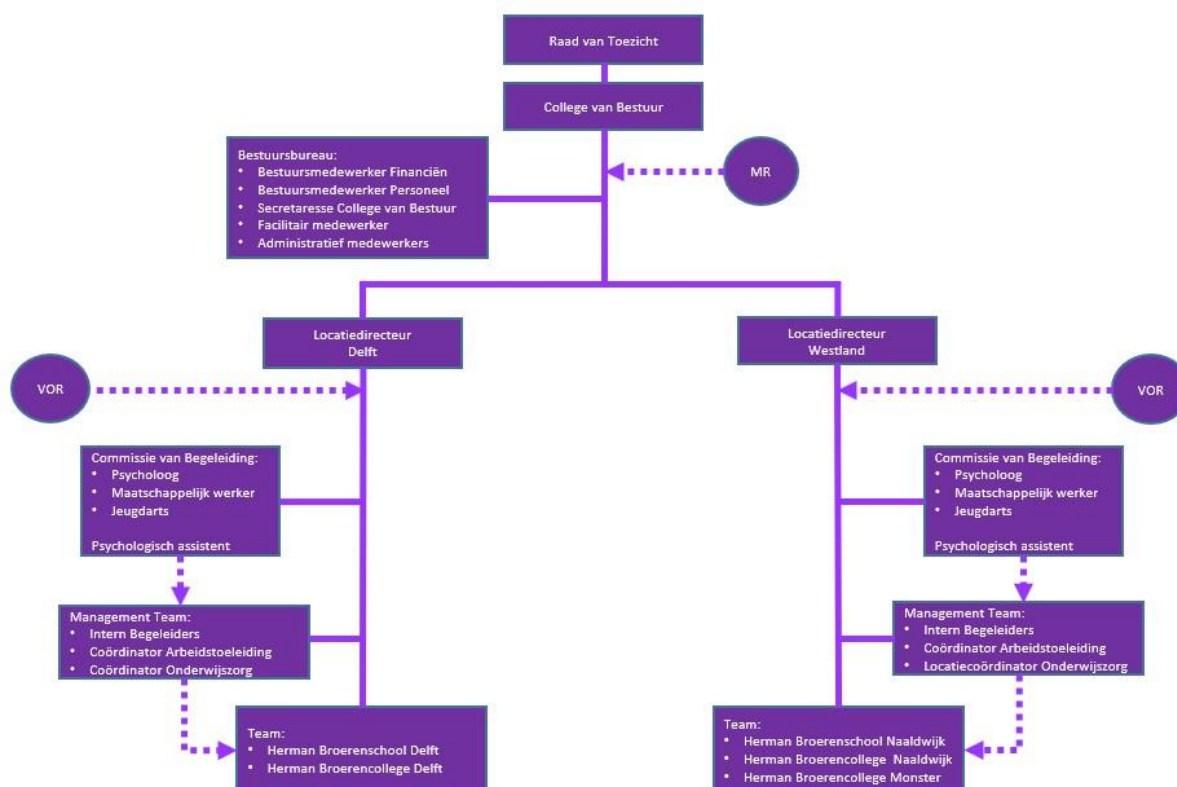 Raad van Toezicht
College van Bestuur
Bestuursbureau:
• Bestuursmedewerker Financiën
• Bestuursmedewerker Personeel
• Secretaresse College van Bestuur
• Facilitair medewerker
• Administratief medewerkers
MR
Locatiedirecteur
Delft
Locatiedirecteur
Westland
VOR
VOR
Commissie van Begeleiding:
• Psycholoog
• Maatschappelijk werker
• Jeugdarts
Psychologisch assistent
Commissie van Begeleiding:
• Psycholoog
• Maatschappelijk werker
• Jeugdarts
Psychologisch assistent
Management Team:
• Intern Begeleiders
• Coördinator Arbeidstoeleiding
• Coördinator Onderwijszorg
Management Team:
• Intern Begeleiders
• Coördinator Arbeidstoeleiding
• Locatiecoördinator Onderwijszorg
Team:
• Herman Broerenschool Delft
• Herman Broerencollege Delft
Team:
• Herman Broerenschool Naaldwijk
• Herman Broerencollege Naaldwijk
• Herman Broerencollege Monster